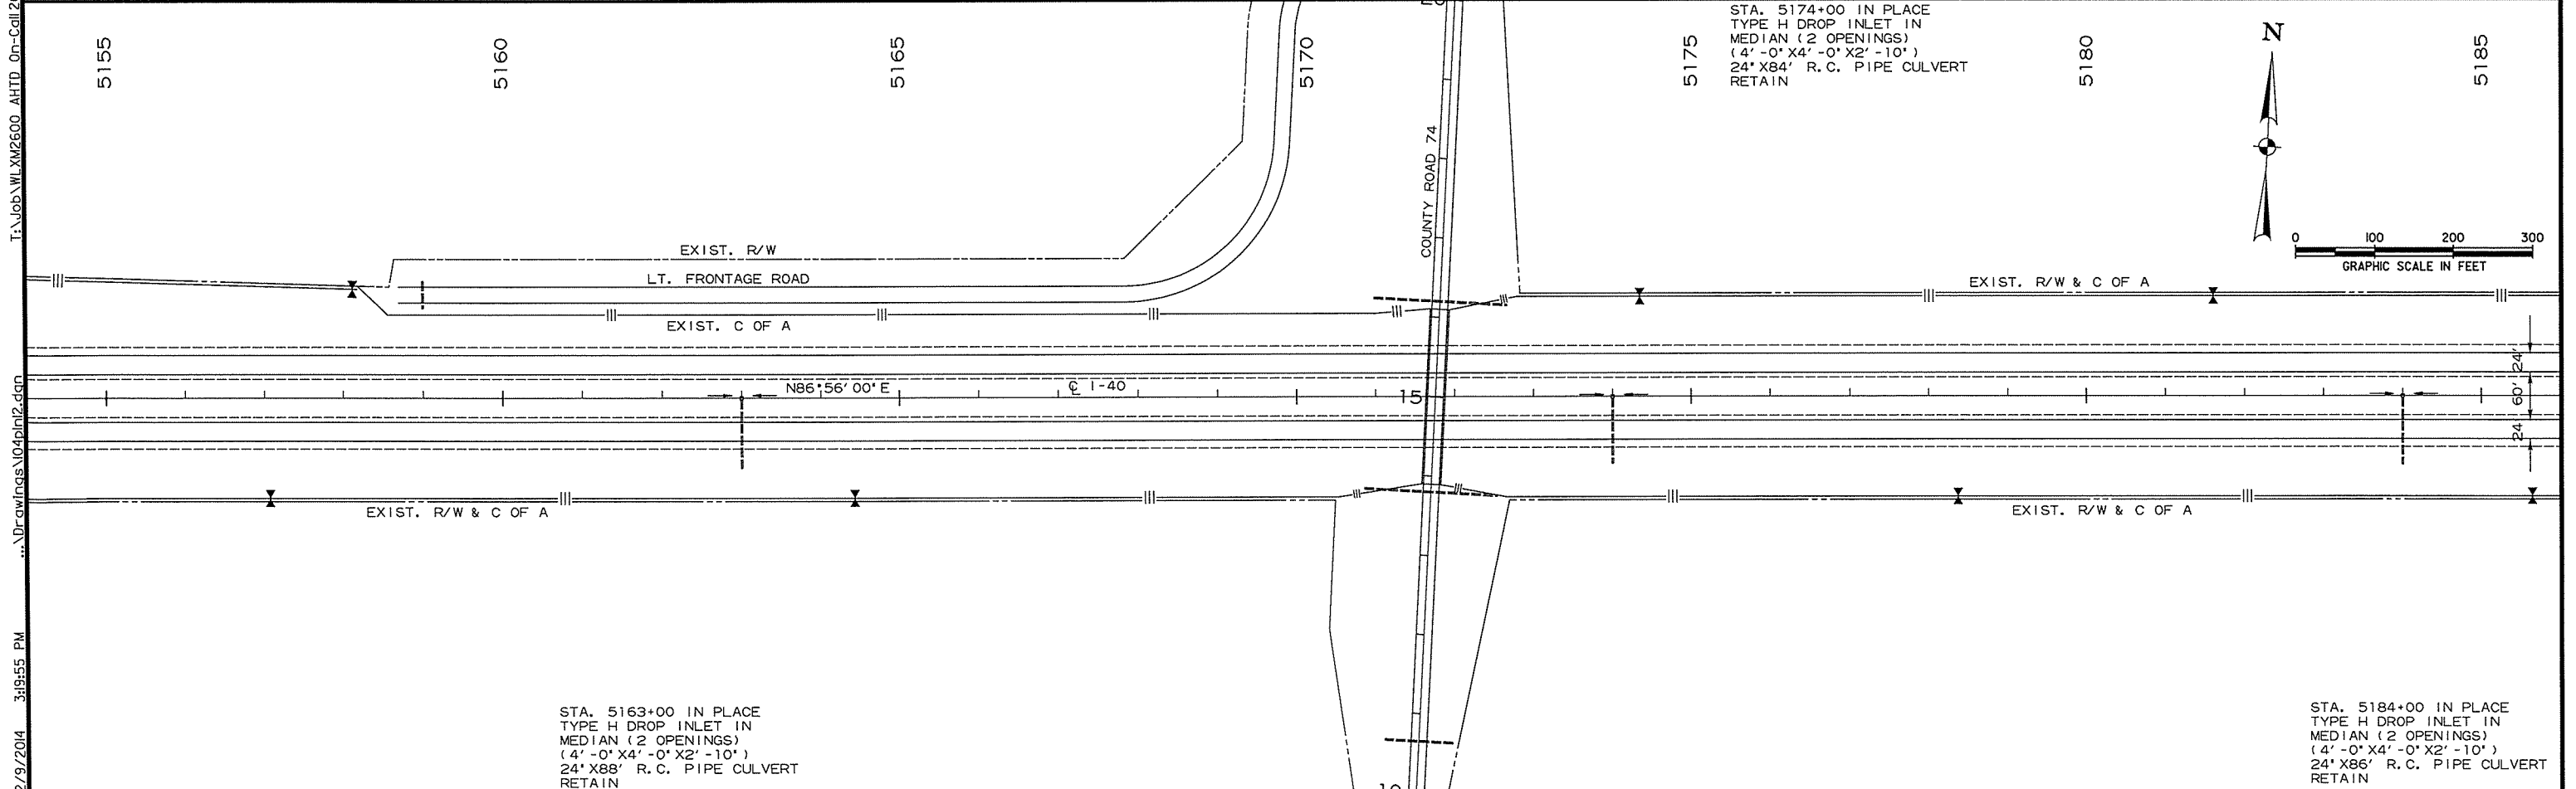 5155
5160
5165
5170
5175
5180
5185
STA. 5174+00 IN PLACE
TYPE H DROP INLET IN
MEDIAN (2 OPENINGS)
(4'-0"X4'-0"X2'-10")
24"X84' R.C. PIPE CULVERT
RETAIN
N
0 100 200 300
GRAPHIC SCALE IN FEET
COUNTY ROAD 74
EXIST. R/W
LT. FRONTAGE ROAD
EXIST. C OF A
EXIST. R/W & C OF A
N86°56'00"E
℄ I-40
15
24'
60'
24'
EXIST. R/W & C OF A
EXIST. R/W & C OF A
STA. 5163+00 IN PLACE
TYPE H DROP INLET IN
MEDIAN (2 OPENINGS)
(4'-0"X4'-0"X2'-10")
24"X88' R.C. PIPE CULVERT
RETAIN
STA. 5184+00 IN PLACE
TYPE H DROP INLET IN
MEDIAN (2 OPENINGS)
(4'-0"X4'-0"X2'-10")
24"X86' R.C. PIPE CULVERT
RETAIN
T:\Job\WLXM2600 AHTD On-Call
...\Drawings\104pln12.dgn
2/9/2014 3:19:55 PM